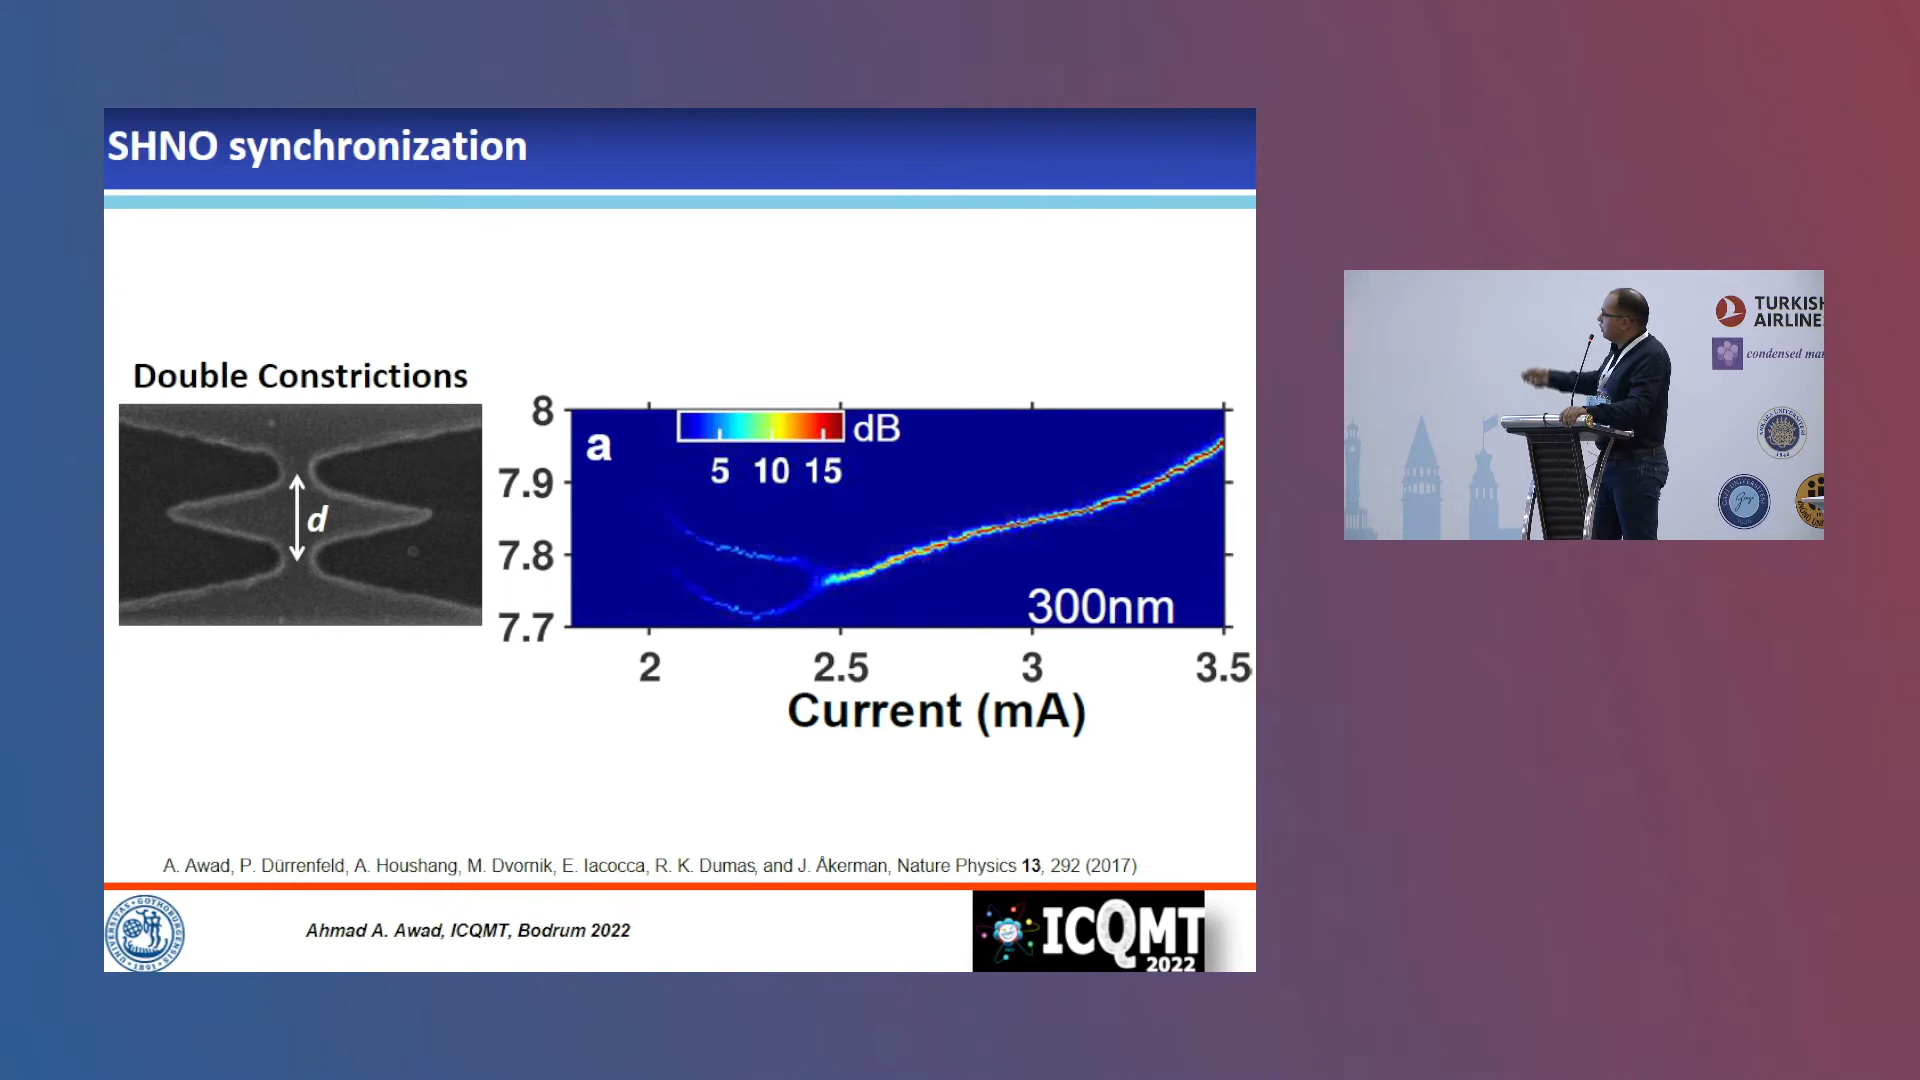 SHNO synchronization
Double Constrictions
d
8
7.9
7.8
7.7
a
dB
5 10 15
300nm
2 2.5 3 3.5
Current (mA)
A. Awad, P. Dürrenfeld, A. Houshang, M. Dvornik, E. Iacocca, R. K. Dumas, and J. Åkerman, Nature Physics 13, 292 (2017)
Ahmad A. Awad, ICQMT, Bodrum 2022
ICQMT
2022
TURKISH
AIRLINE
condensed mat